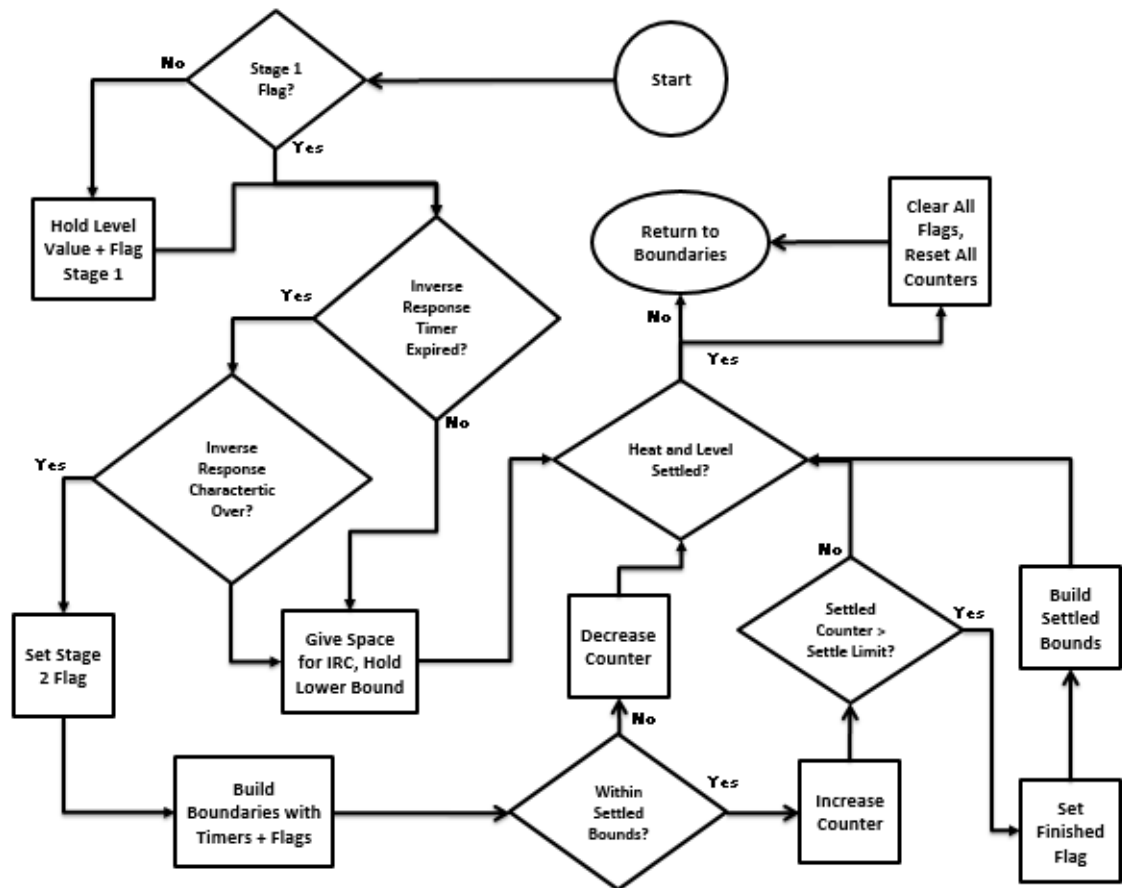 Stage 1
Flag?
No
Start
Yes
Hold Level
Value + Flag
Stage 1
Return to
Boundaries
Clear All
Flags,
Reset All
Counters
Inverse
Response
Timer
Expired?
Yes
No
No
Yes
Inverse
Response
Charactertic
Over?
Yes
Heat and Level
Settled?
Set Stage
2 Flag
Give Space
for IRC, Hold
Lower Bound
Decrease
Counter
No
Settled
Counter >
Settle Limit?
Yes
Build
Settled
Bounds
No
Build
Boundaries with
Timers + Flags
Within
Settled
Bounds?
Yes
Increase
Counter
Set
Finished
Flag